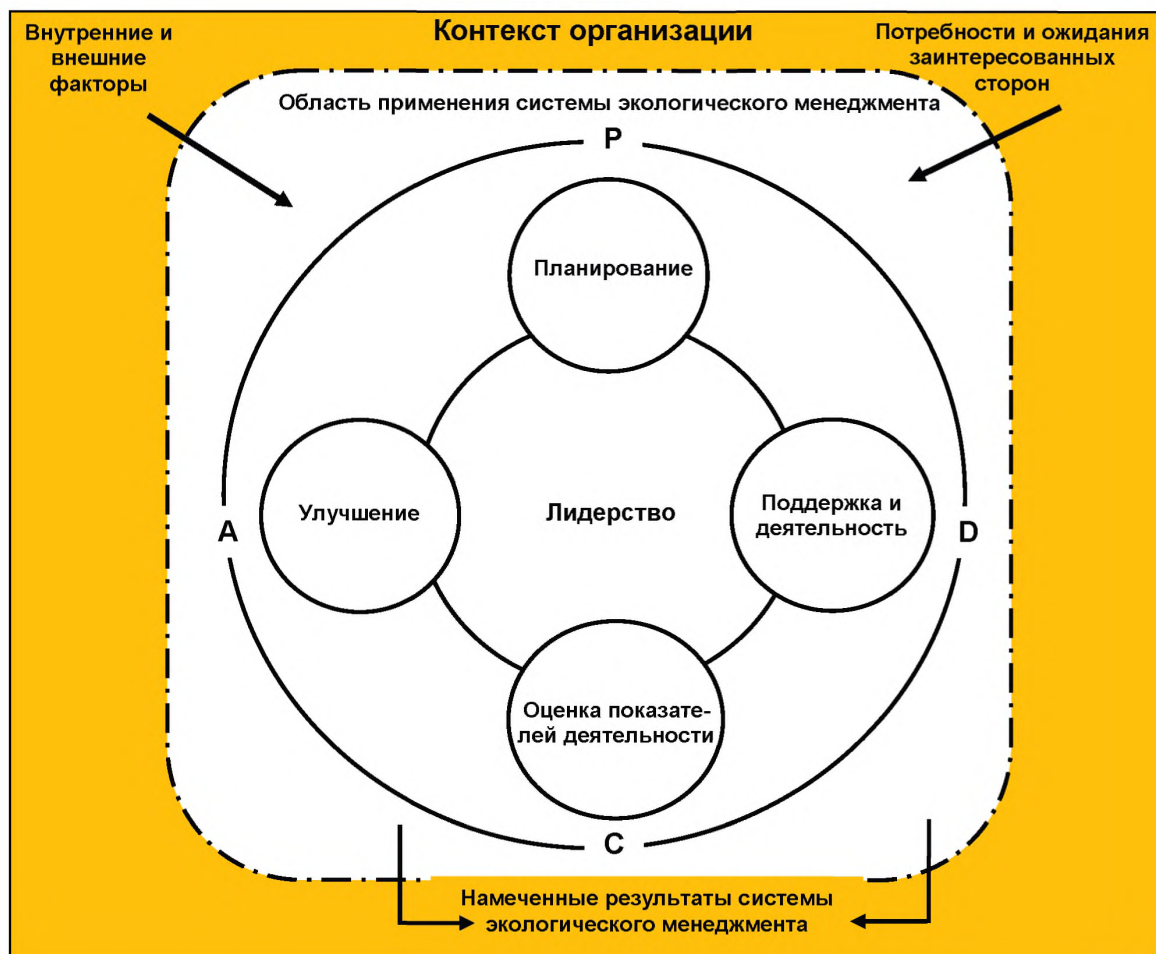 Контекст организации
Внутренние и
внешние
факторы
Потребности и ожидания
заинтересованных
сторон
Область применения системы экологического менеджмента
P
Планирование
Улучшение
Лидерство
Поддержка и
деятельность
A
D
Оценка показате-
лей деятельности
C
Намеченные результаты системы
экологического менеджмента